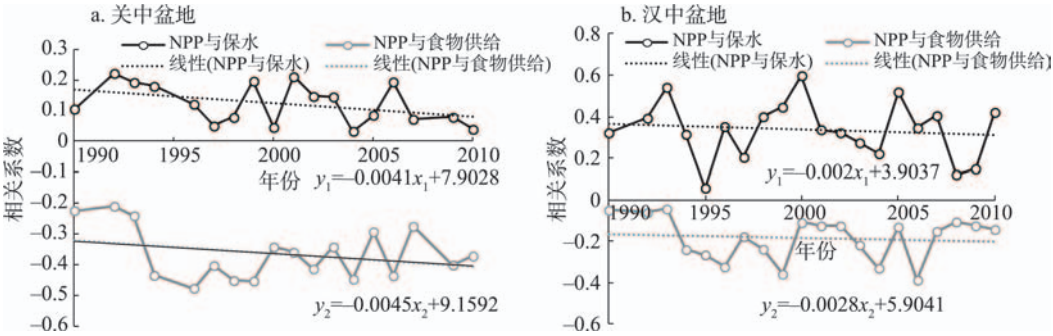 a. 关中盆地
NPP与保水
NPP与食物供给
线性(NPP与保水)
线性(NPP与食物供给)
相关系数
0.3
0.2
0.1
0
–0.1
–0.2
–0.3
–0.4
–0.5
–0.6
1990
1995
2000
2005
2010
年份
y₁=–0.0041x₁+7.9028
y₂=–0.0045x₂+9.1592
b. 汉中盆地
NPP与保水
NPP与食物供给
线性(NPP与保水)
线性(NPP与食物供给)
相关系数
0.8
0.6
0.4
0.2
0
–0.2
–0.4
–0.6
1990
1995
2000
2005
2010
年份
y₁=–0.002x₁+3.9037
y₂=–0.0028x₂+5.9041